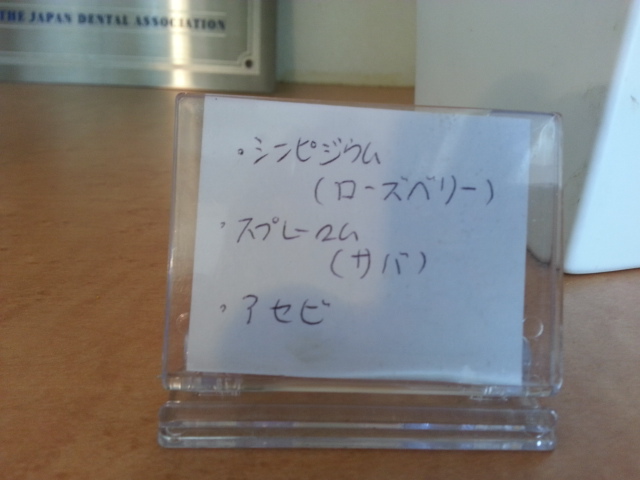 THE JAPAN DENTAL ASSOCIATION
・シンビジウム
(ローズベリー)
・スプレーマム
(サバ)
・アセビ